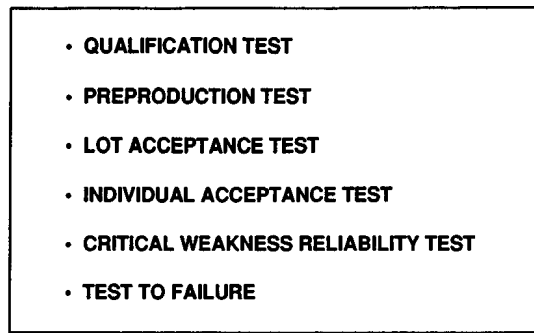 • QUALIFICATION TEST
• PREPRODUCTION TEST
• LOT ACCEPTANCE TEST
• INDIVIDUAL ACCEPTANCE TEST
• CRITICAL WEAKNESS RELIABILITY TEST
• TEST TO FAILURE